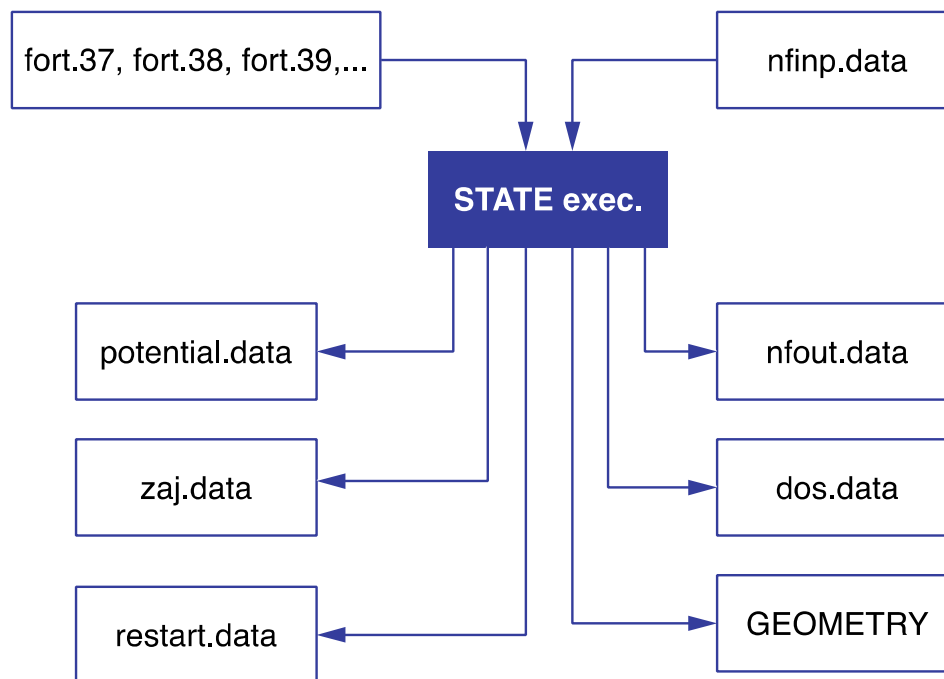 fort.37, fort.38, fort.39,...
nfinp.data
STATE exec.
potential.data
nfout.data
zaj.data
dos.data
restart.data
GEOMETRY